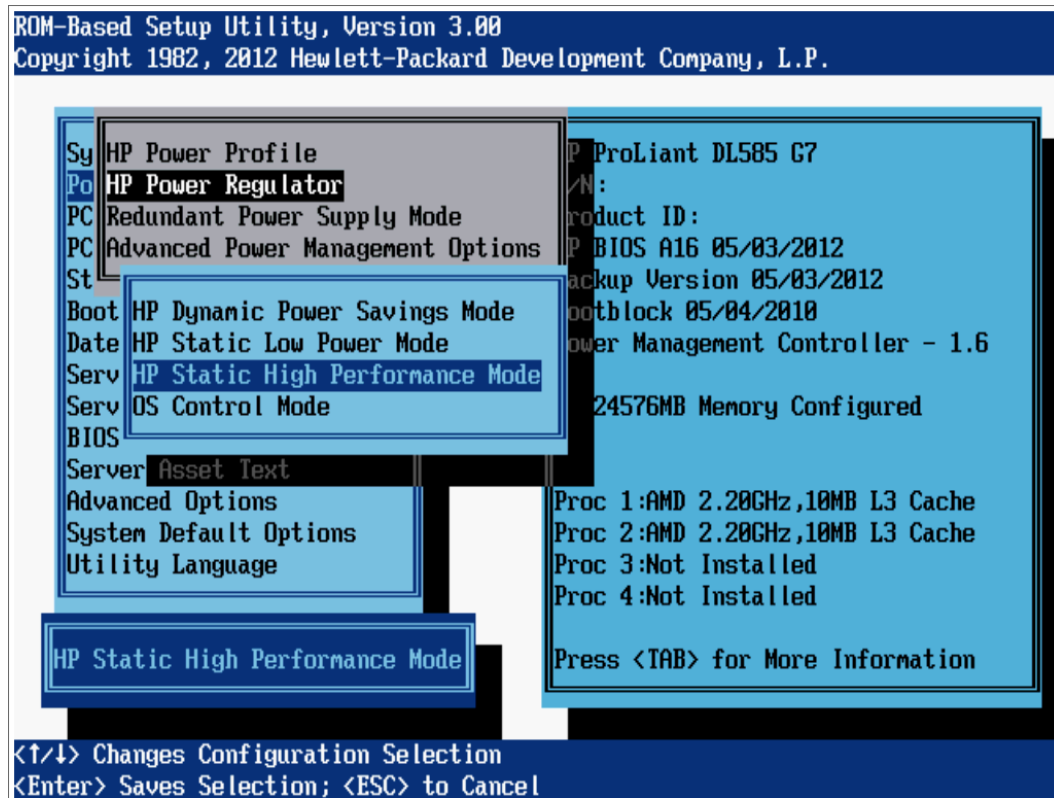 ROM-Based Setup Utility, Version 3.00
Copyright 1982, 2012 Hewlett-Packard Development Company, L.P.
HP Power Profile
HP Power Regulator
Redundant Power Supply Mode
Advanced Power Management Options
HP Dynamic Power Savings Mode
HP Static Low Power Mode
HP Static High Performance Mode
OS Control Mode
Sy
Po
PC
PC
St
Boot
Date
Serv
Serv
BIOS
Server Asset Text
Advanced Options
System Default Options
Utility Language
HP Static High Performance Mode
P ProLiant DL585 G7
/N:
roduct ID:
P BIOS A16 05/03/2012
ackup Version 05/03/2012
ootblock 05/04/2010
ower Management Controller - 1.6
24576MB Memory Configured
Proc 1:AMD 2.20GHz,10MB L3 Cache
Proc 2:AMD 2.20GHz,10MB L3 Cache
Proc 3:Not Installed
Proc 4:Not Installed
Press <TAB> for More Information
<↑/↓> Changes Configuration Selection
<Enter> Saves Selection; <ESC> to Cancel